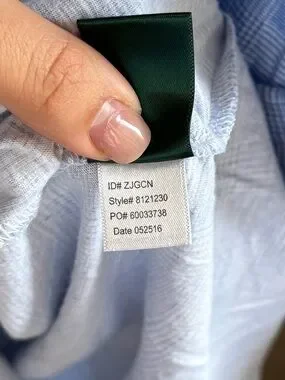 ID# ZJGCN
Style# 8121230
PO# 60033738
Date 052516